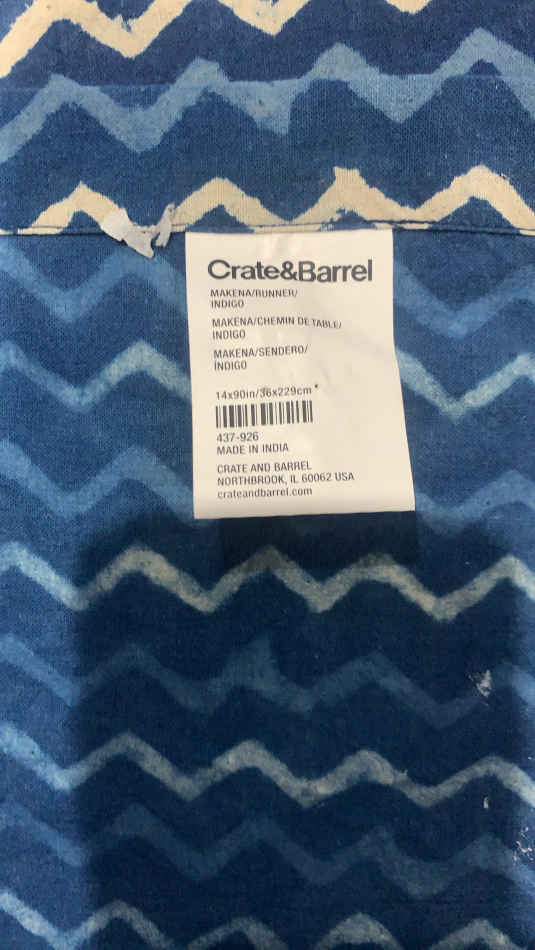 Crate&Barrel
MAKENA/RUNNER/
INDIGO
MAKENA/CHEMIN DE TABLE/
INDIGO
MAKENA/SENDERO/
ÍNDIGO
14x90in/36x229cm
437-926
MADE IN INDIA
CRATE AND BARREL
NORTHBROOK, IL 60062 USA
crateandbarrel.com